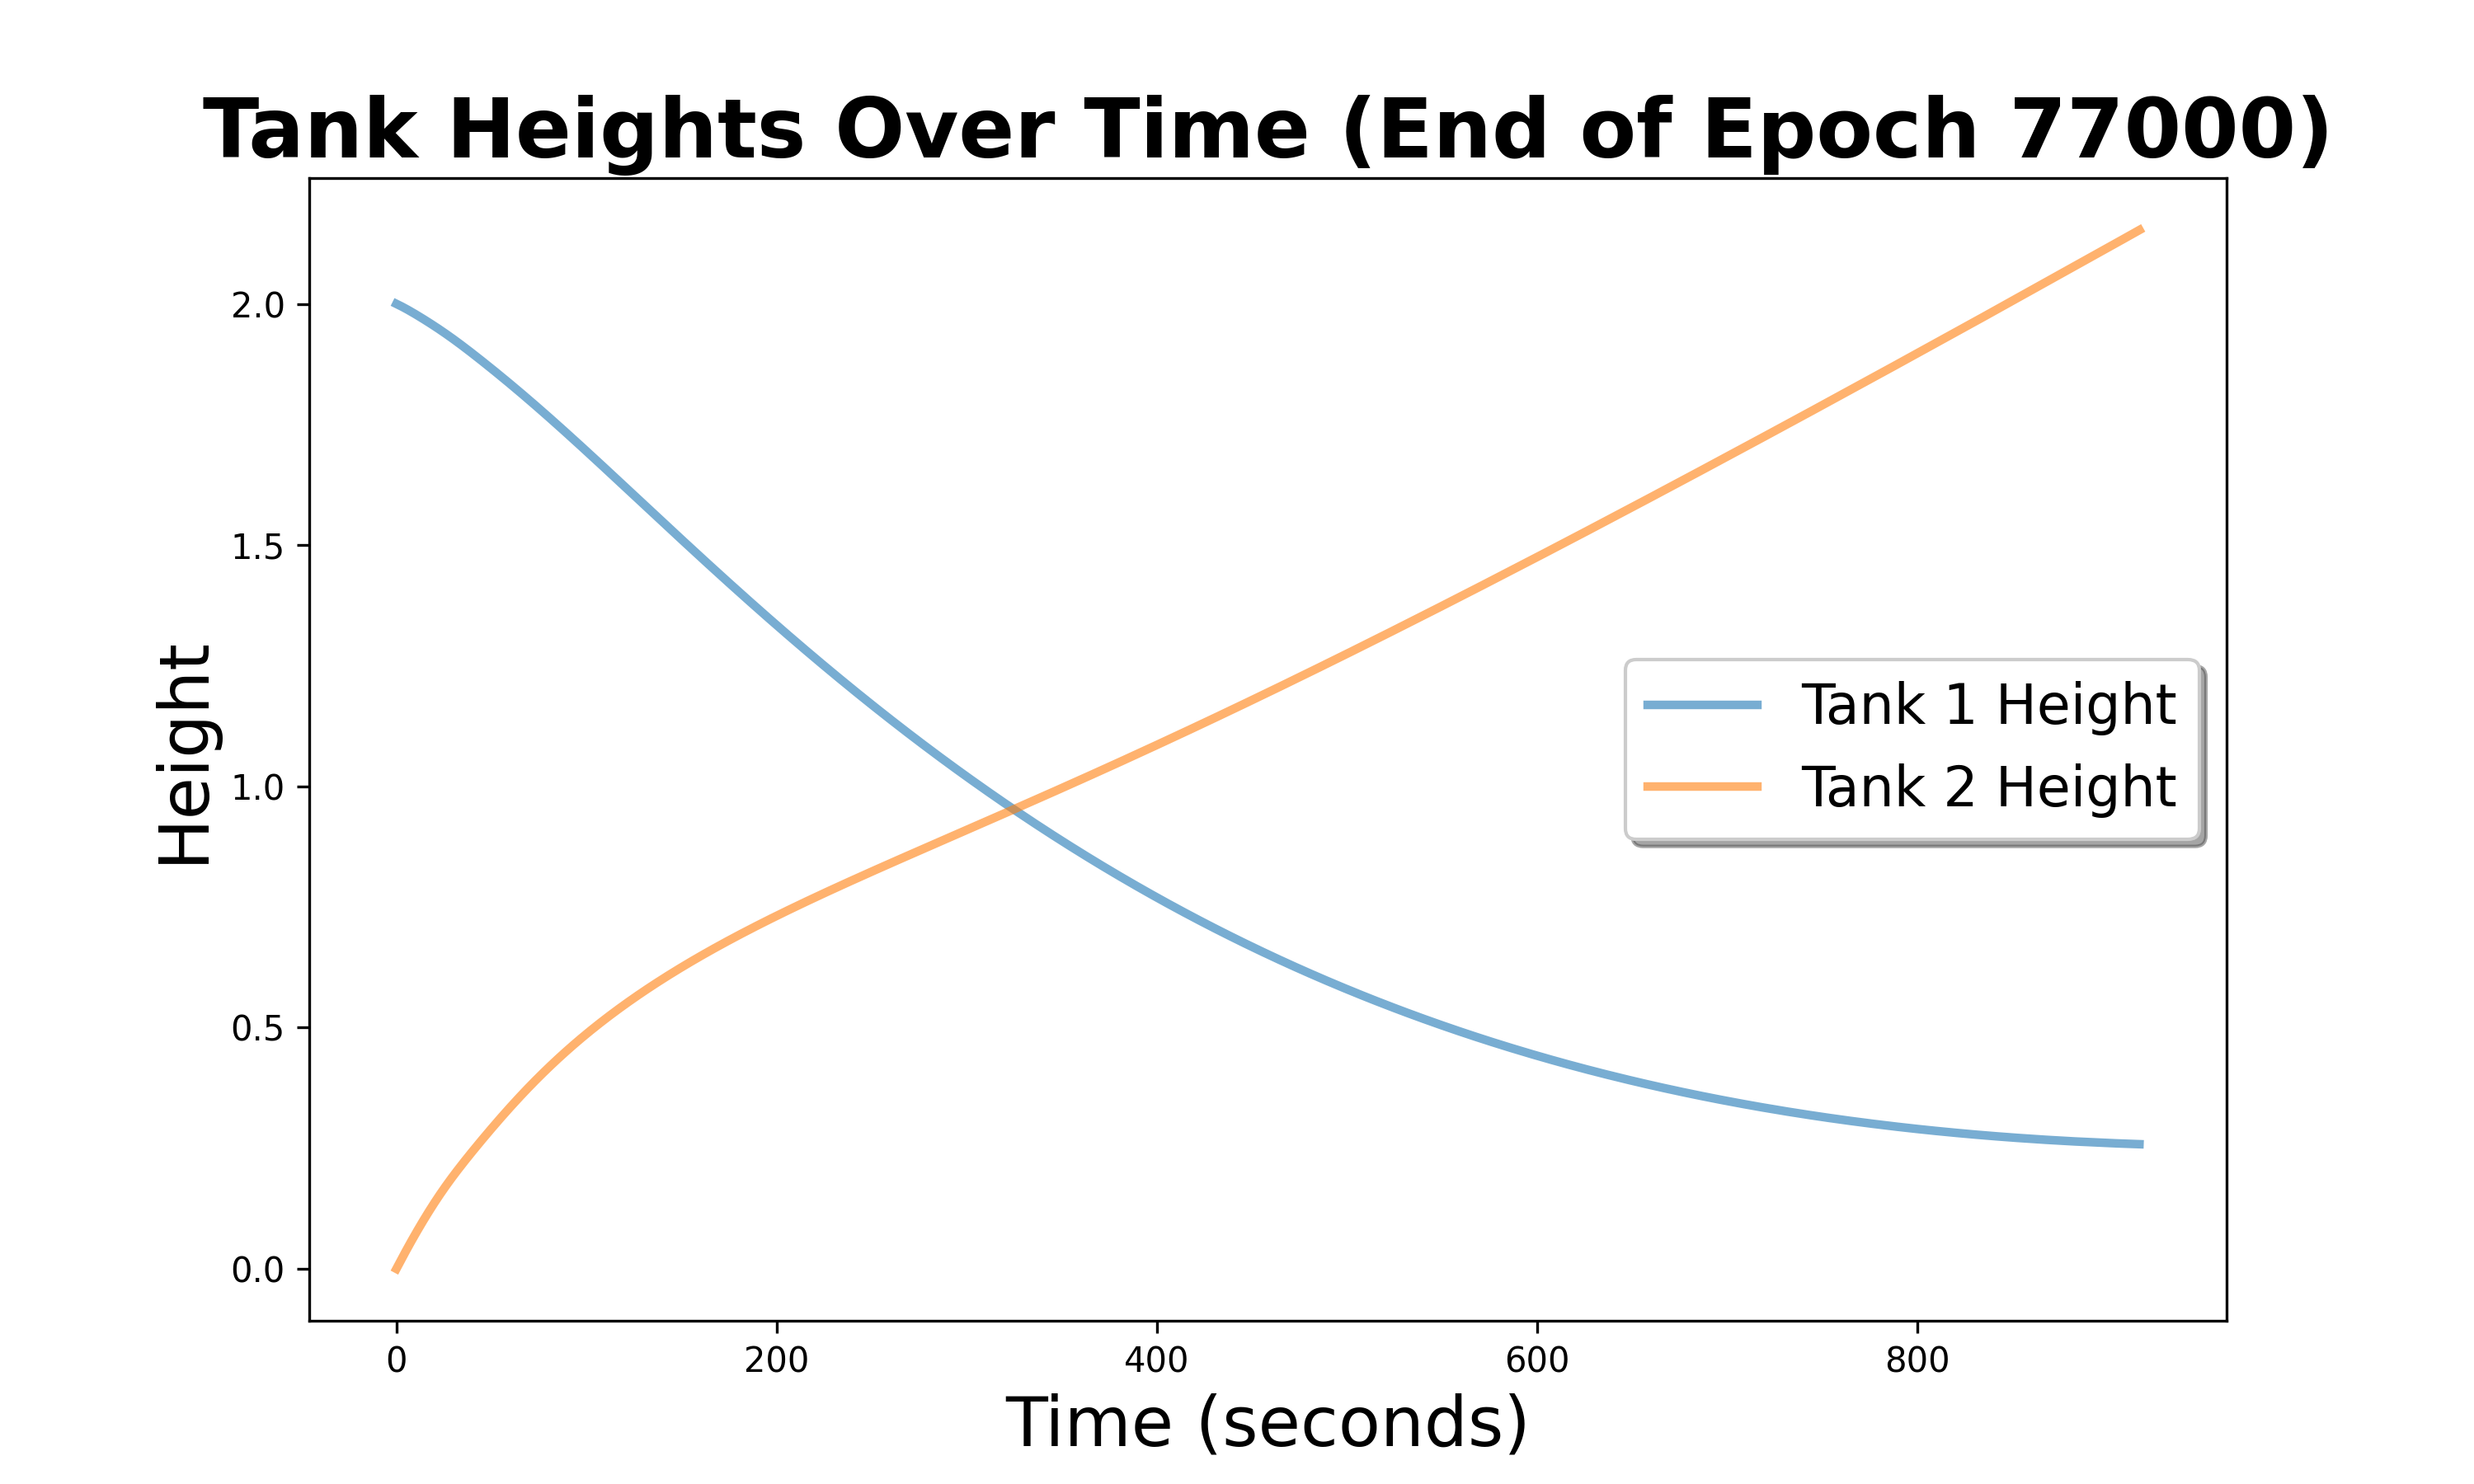 Tank Heights Over Time (End of Epoch 77000)
2.0
1.5
1.0
0.5
0.0
Height
Tank 1 Height
Tank 2 Height
0 200 400 600 800
Time (seconds)